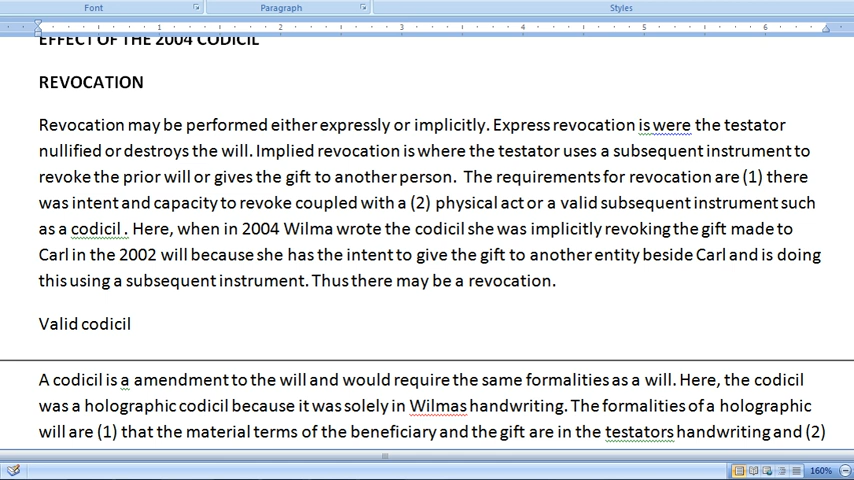 Font Paragraph Styles
1 2 3 4 5 6
EFFECT OF THE 2004 CODICIL
REVOCATION
Revocation may be performed either expressly or implicitly. Express revocation is were the testator
nullified or destroys the will. Implied revocation is where the testator uses a subsequent instrument to
revoke the prior will or gives the gift to another person. The requirements for revocation are (1) there
was intent and capacity to revoke coupled with a (2) physical act or a valid subsequent instrument such
as a codicil . Here, when in 2004 Wilma wrote the codicil she was implicitly revoking the gift made to
Carl in the 2002 will because she has the intent to give the gift to another entity beside Carl and is doing
this using a subsequent instrument. Thus there may be a revocation.
Valid codicil
A codicil is a amendment to the will and would require the same formalities as a will. Here, the codicil
was a holographic codicil because it was solely in Wilmas handwriting. The formalities of a holographic
will are (1) that the material terms of the beneficiary and the gift are in the testators handwriting and (2)
160%